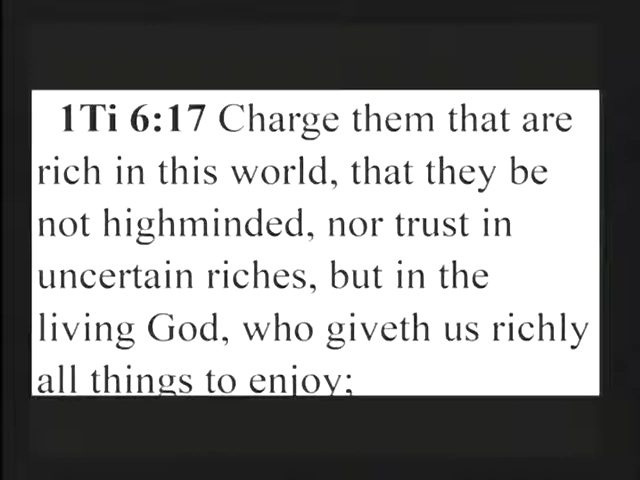 1Ti 6:17 Charge them that are
rich in this world, that they be
not highminded, nor trust in
uncertain riches, but in the
living God, who giveth us richly
all things to enjoy;